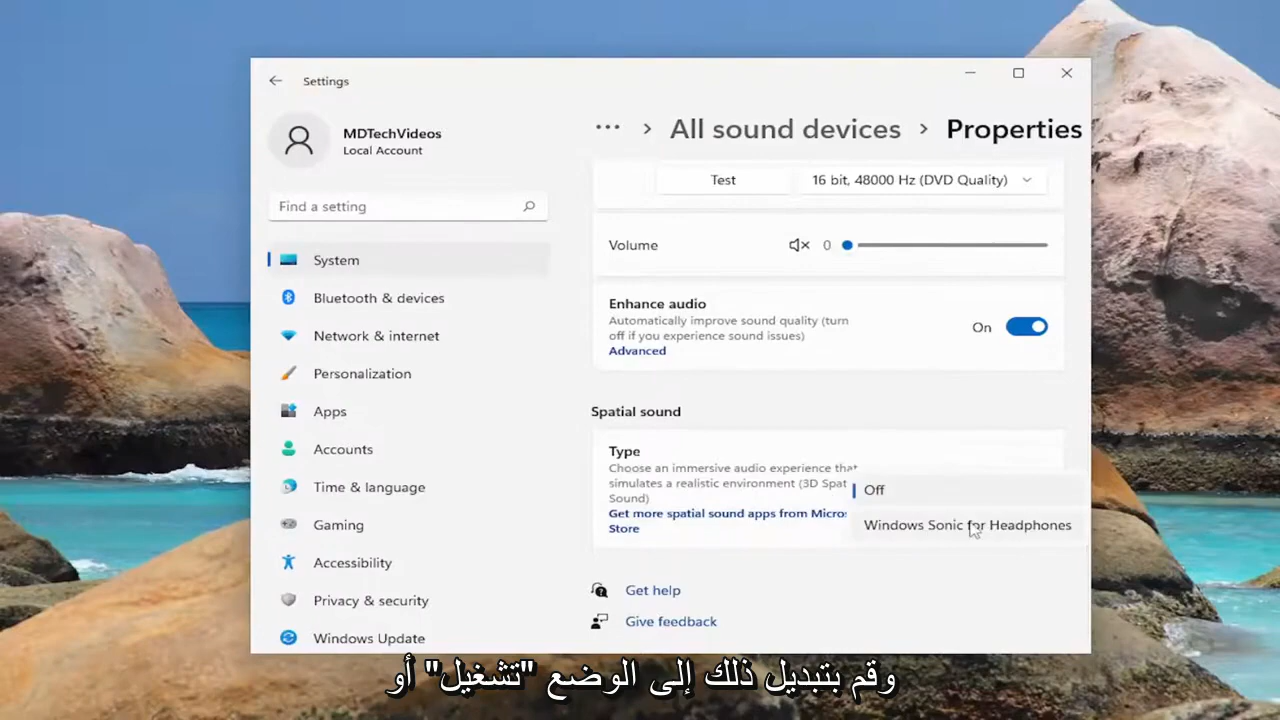 Settings
MDTechVideos
Local Account
Find a setting
System
Bluetooth & devices
Network & internet
Personalization
Apps
Accounts
Time & language
Gaming
Accessibility
Privacy & security
Windows Update
... > All sound devices > Properties
Test 16 bit, 48000 Hz (DVD Quality)
Volume 0
Enhance audio
Automatically improve sound quality (turn
off if you experience sound issues)
On
Advanced
Spatial sound
Type
Choose an immersive audio experience that
simulates a realistic environment (3D Spat
Sound)
Get more spatial sound apps from Micros
Store
Off
Windows Sonic for Headphones
Get help
Give feedback
وقم بتبديل ذلك إلى الوضع "تشغيل" أو